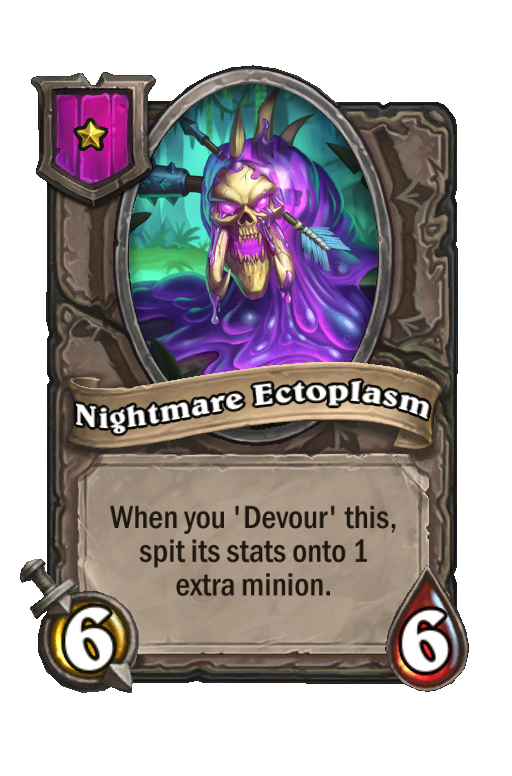 Nightmare Ectoplasm
When you 'Devour' this,
spit its stats onto 1
extra minion.
6
6